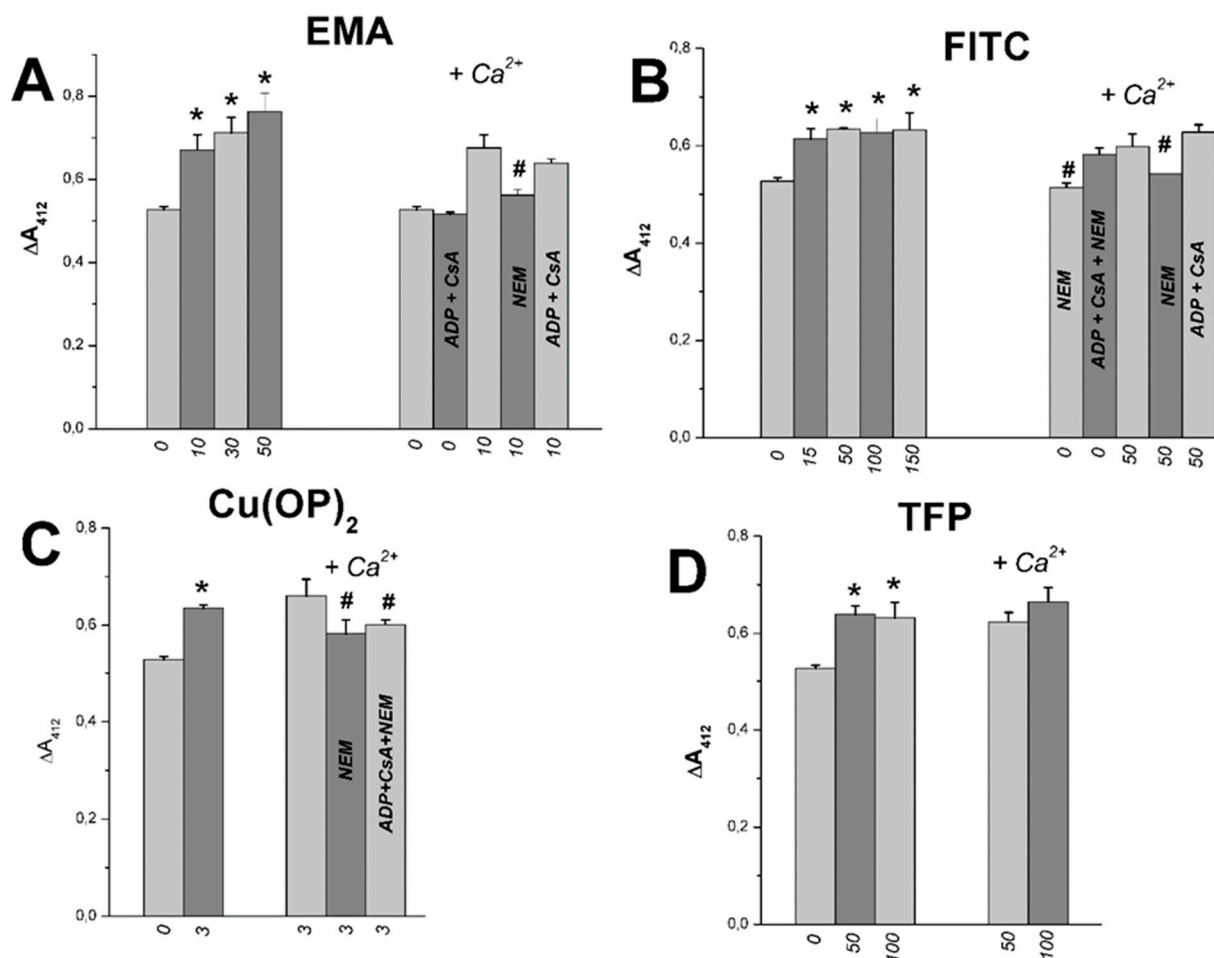 A
EMA
+ Ca²⁺
ΔA₄₁₂
0,8
0,6
0,4
0,2
0,0
*
*
*
#
ADP + CsA
NEM
ADP + CsA
0 10 30 50 0 0 10 10 10
B
FITC
+ Ca²⁺
ΔA₄₁₂
0,8
0,6
0,4
0,2
0,0
* * * *
#
#
NEM
ADP + CsA + NEM
NEM
ADP + CsA
0 15 50 100 150 0 0 50 50 50
C
Cu(OP)₂
+ Ca²⁺
ΔA₄₁₂
0,8
0,6
0,4
0,2
0,0
*
# #
NEM
ADP+CsA+NEM
0 3 3 3 3
D
TFP
+ Ca²⁺
ΔA₄₁₂
0,8
0,6
0,4
0,2
0,0
* *
0 50 100 50 100